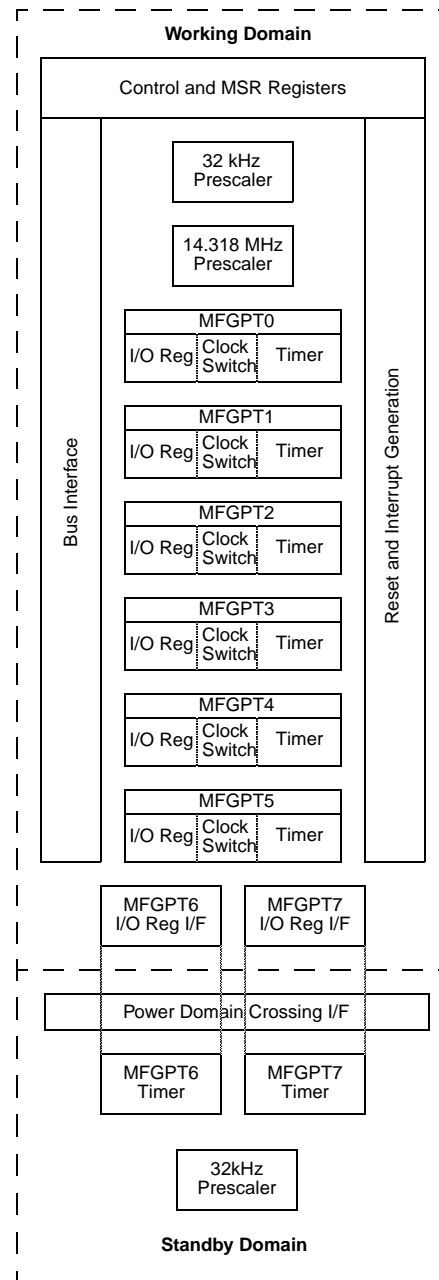 Working Domain
Control and MSR Registers
Bus Interface
32 kHz
Prescaler
14.318 MHz
Prescaler
MFGPT0
I/O Reg Clock Switch Timer
MFGPT1
I/O Reg Clock Switch Timer
MFGPT2
I/O Reg Clock Switch Timer
MFGPT3
I/O Reg Clock Switch Timer
MFGPT4
I/O Reg Clock Switch Timer
MFGPT5
I/O Reg Clock Switch Timer
Reset and Interrupt Generation
MFGPT6
I/O Reg I/F
MFGPT7
I/O Reg I/F
Power Domain Crossing I/F
MFGPT6
Timer
MFGPT7
Timer
32kHz
Prescaler
Standby Domain